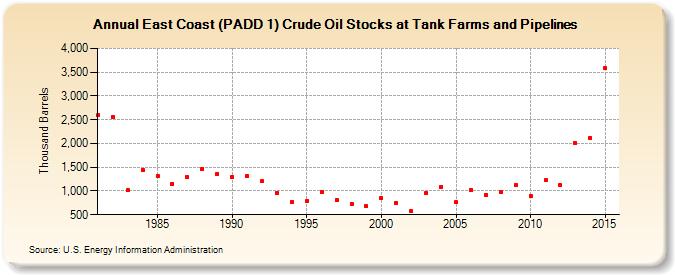 Annual East Coast (PADD 1) Crude Oil Stocks at Tank Farms and Pipelines
Thousand Barrels
4,000
3,500
3,000
2,500
2,000
1,500
1,000
500
1985 1990 1995 2000 2005 2010 2015
Source: U.S. Energy Information Administration